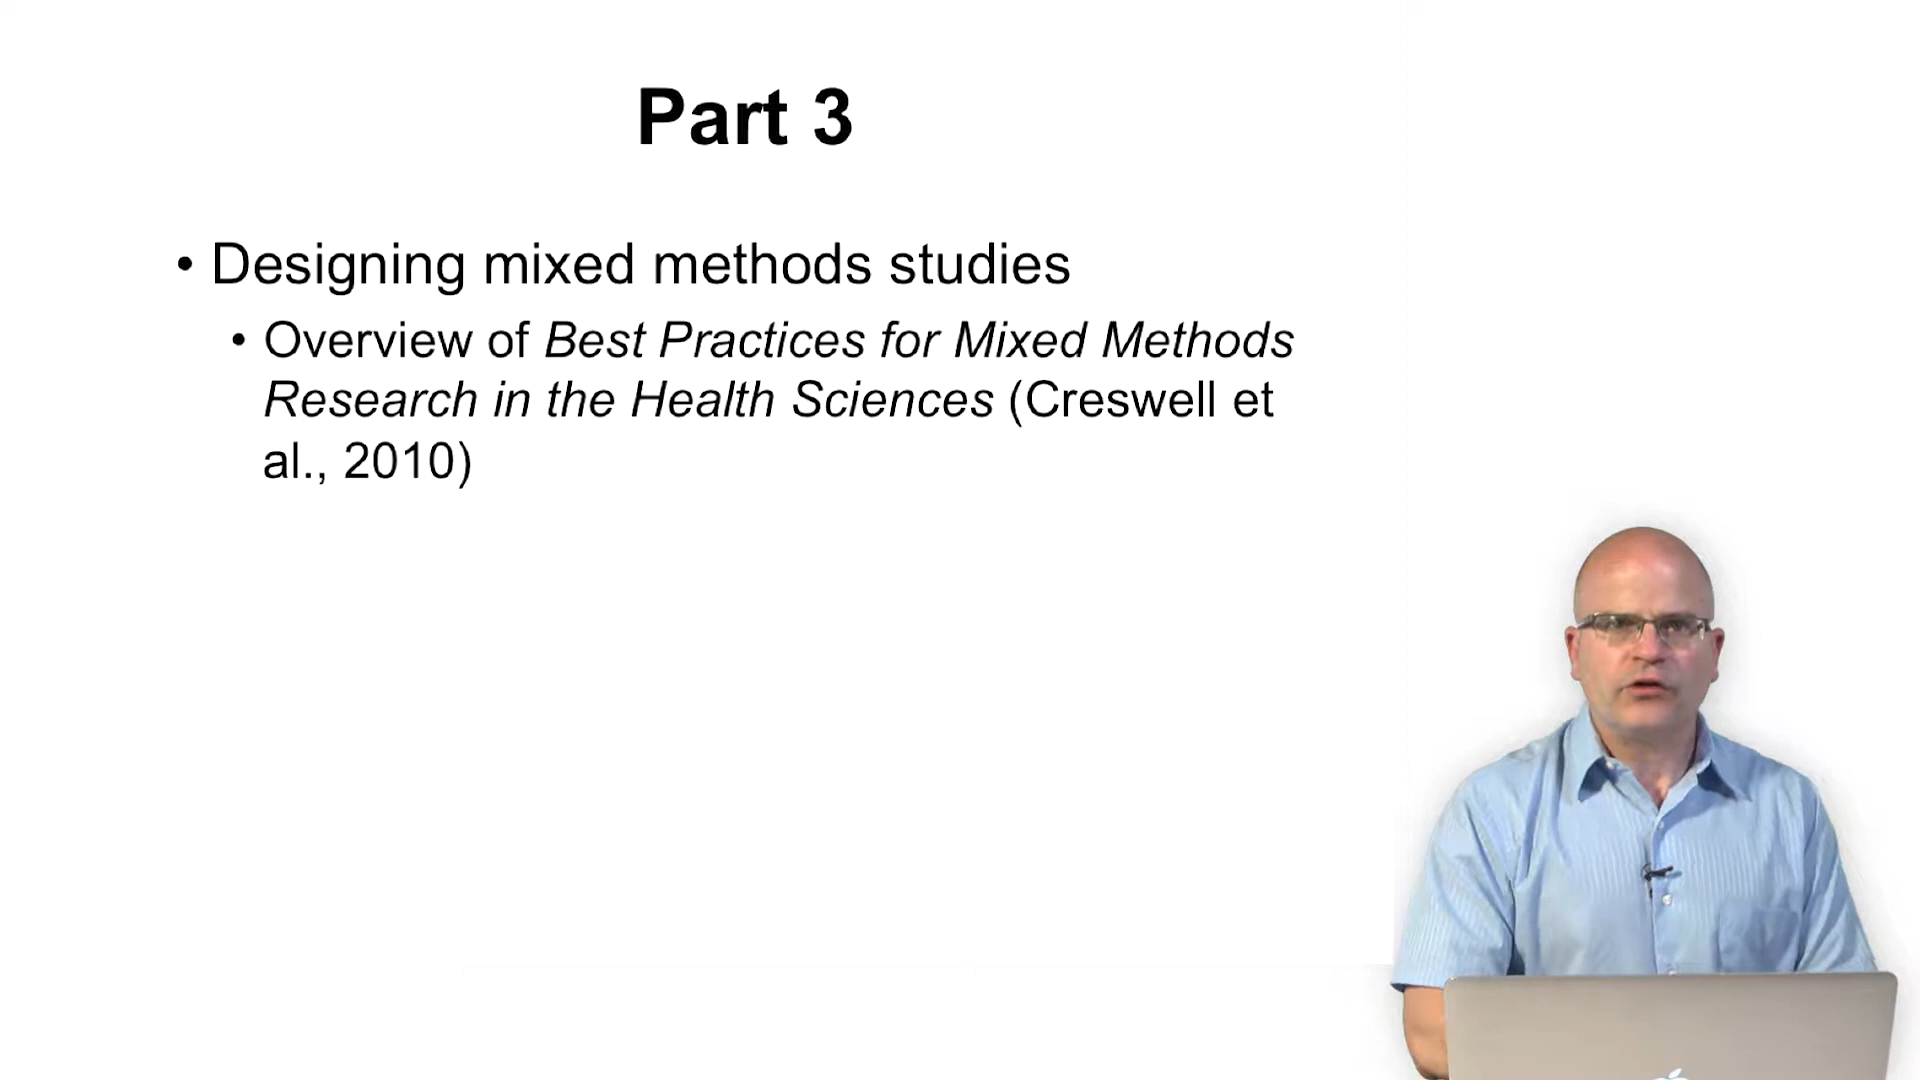 Part 3
• Designing mixed methods studies
• Overview of Best Practices for Mixed Methods
Research in the Health Sciences (Creswell et
al., 2010)